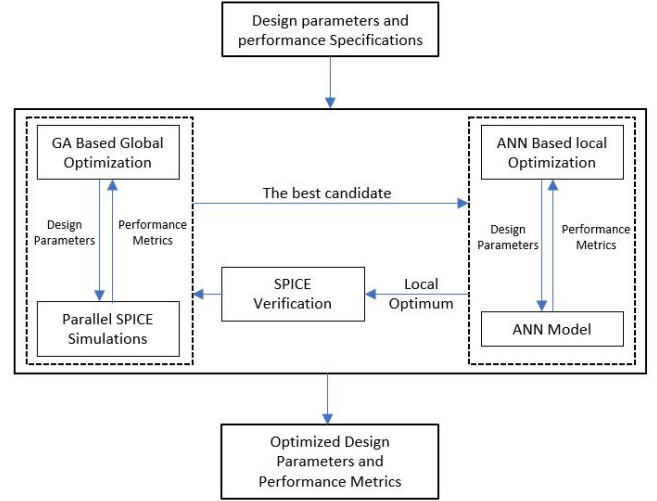 Design parameters and
performance Specifications
GA Based Global
Optimization
Design
Parameters
Performance
Metrics
Parallel SPICE
Simulations
The best candidate
SPICE
Verification
Local
Optimum
ANN Based local
Optimization
Design
Parameters
Performance
Metrics
ANN Model
Optimized Design
Parameters and
Performance Metrics